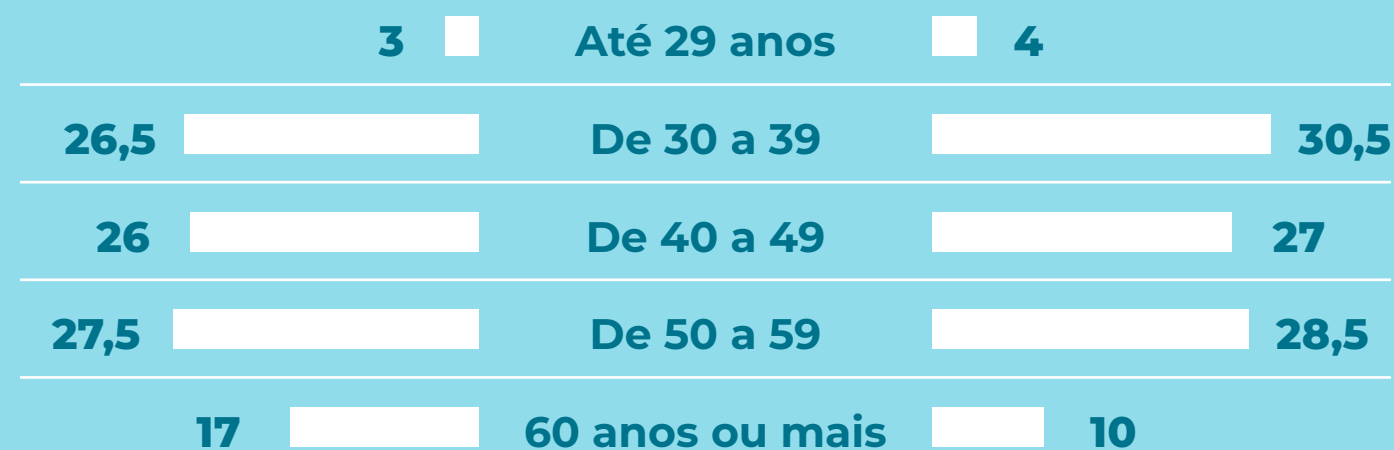 3 Até 29 anos 4
26,5 De 30 a 39 30,5
26 De 40 a 49 27
27,5 De 50 a 59 28,5
17 60 anos ou mais 10